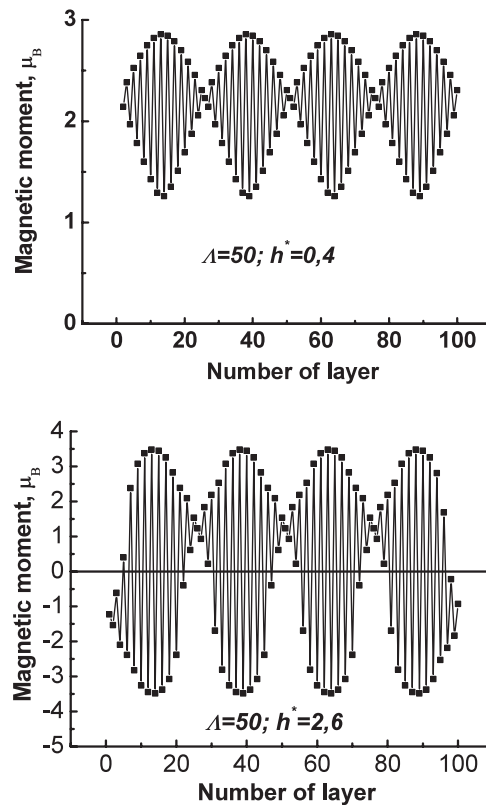 3
2
1
0
Magnetic moment, μB
Λ=50; h*=0,4
0 20 40 60 80 100
Number of layer
4
3
2
1
0
-1
-2
-3
-4
-5
Magnetic moment, μB
Λ=50; h*=2,6
0 20 40 60 80 100
Number of layer